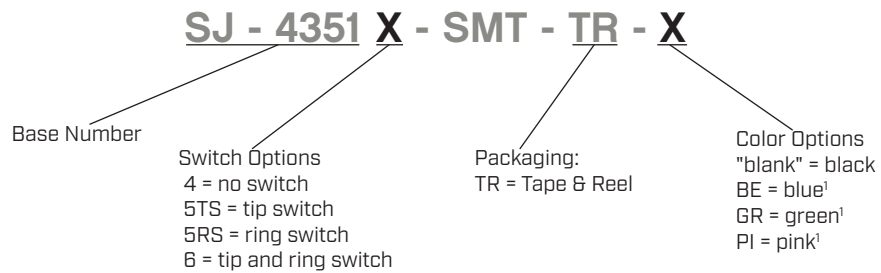 SJ - 4351 X - SMT - TR - X
Base Number
Switch Options
4 = no switch
5TS = tip switch
5RS = ring switch
6 = tip and ring switch
Packaging:
TR = Tape & Reel
Color Options
"blank" = black
BE = blue¹
GR = green¹
PI = pink¹